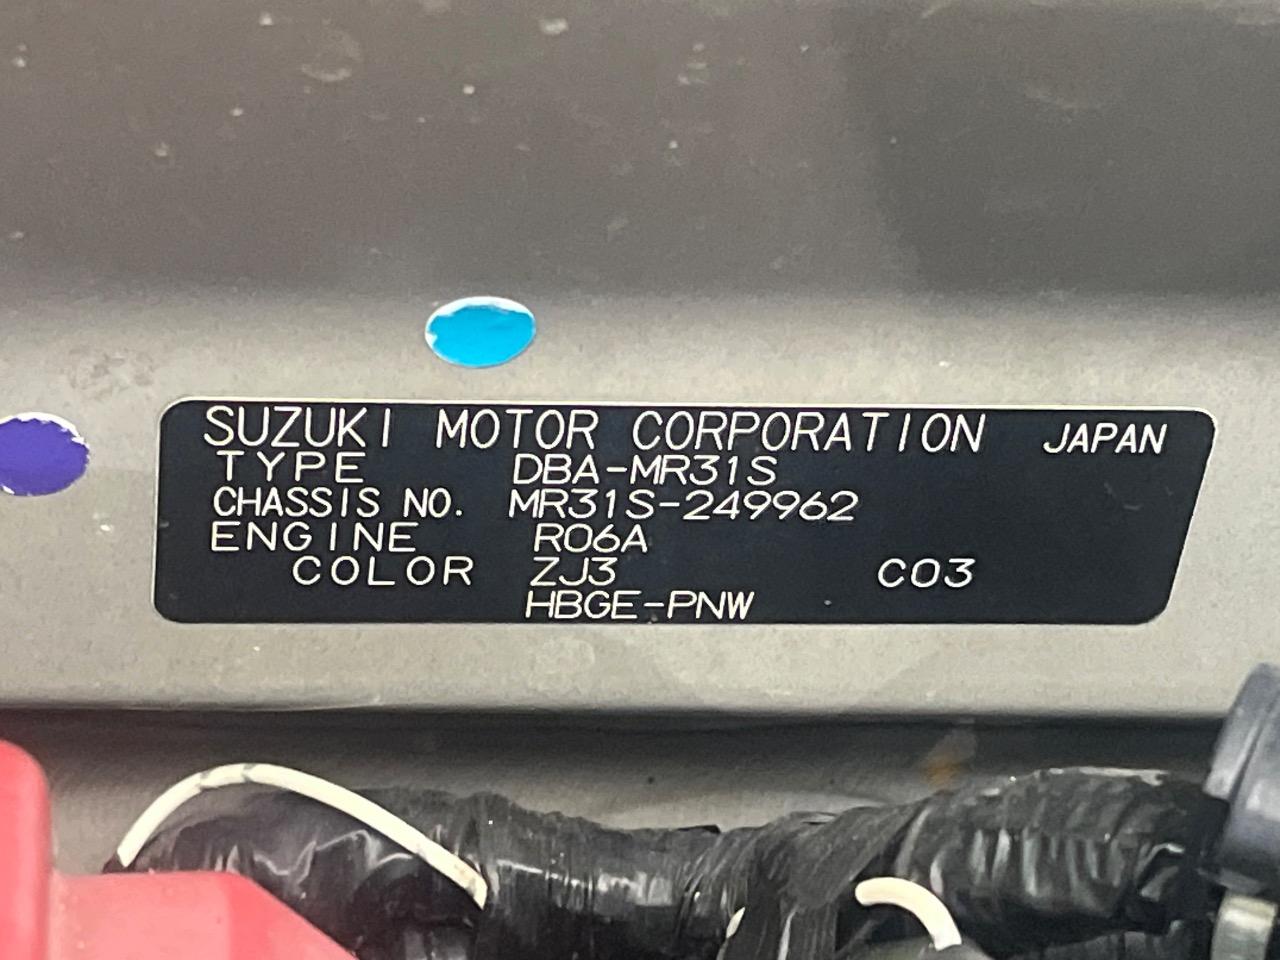 SUZUKI MOTOR CORPORATION JAPAN
TYPE DBA-MR31S
CHASSIS NO. MR31S-249962
ENGINE R06A
COLOR ZJ3 C03
HBGE-PNW